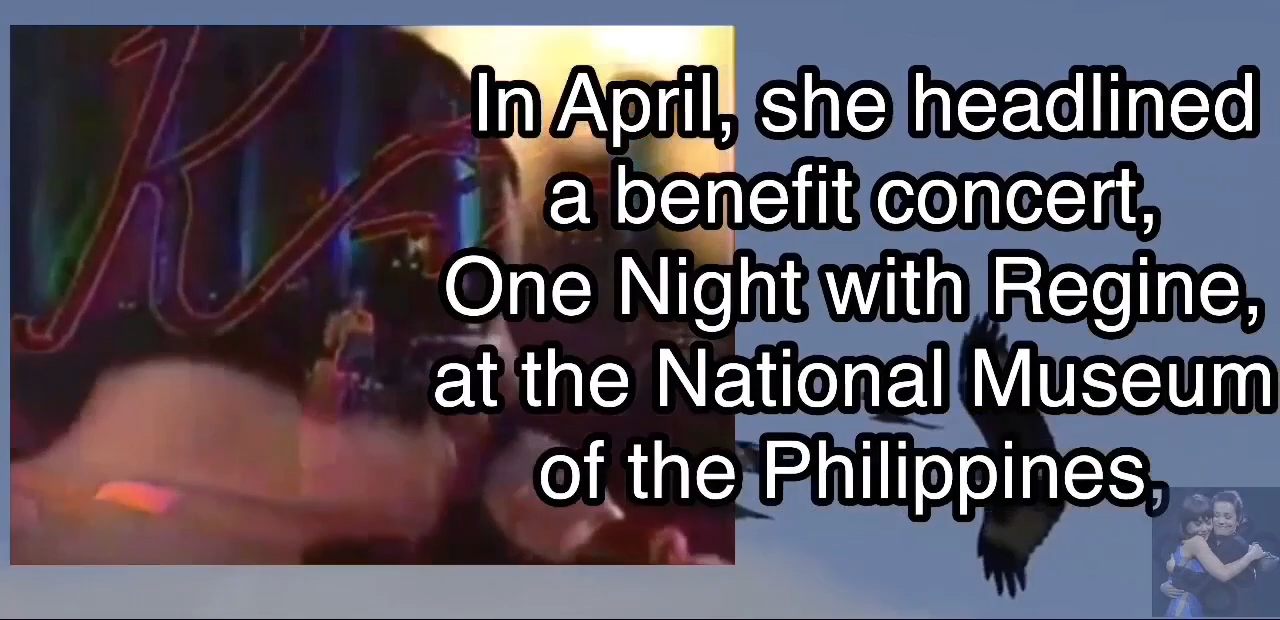 In April, she headlined
a benefit concert,
One Night with Regine,
at the National Museum
of the Philippines,